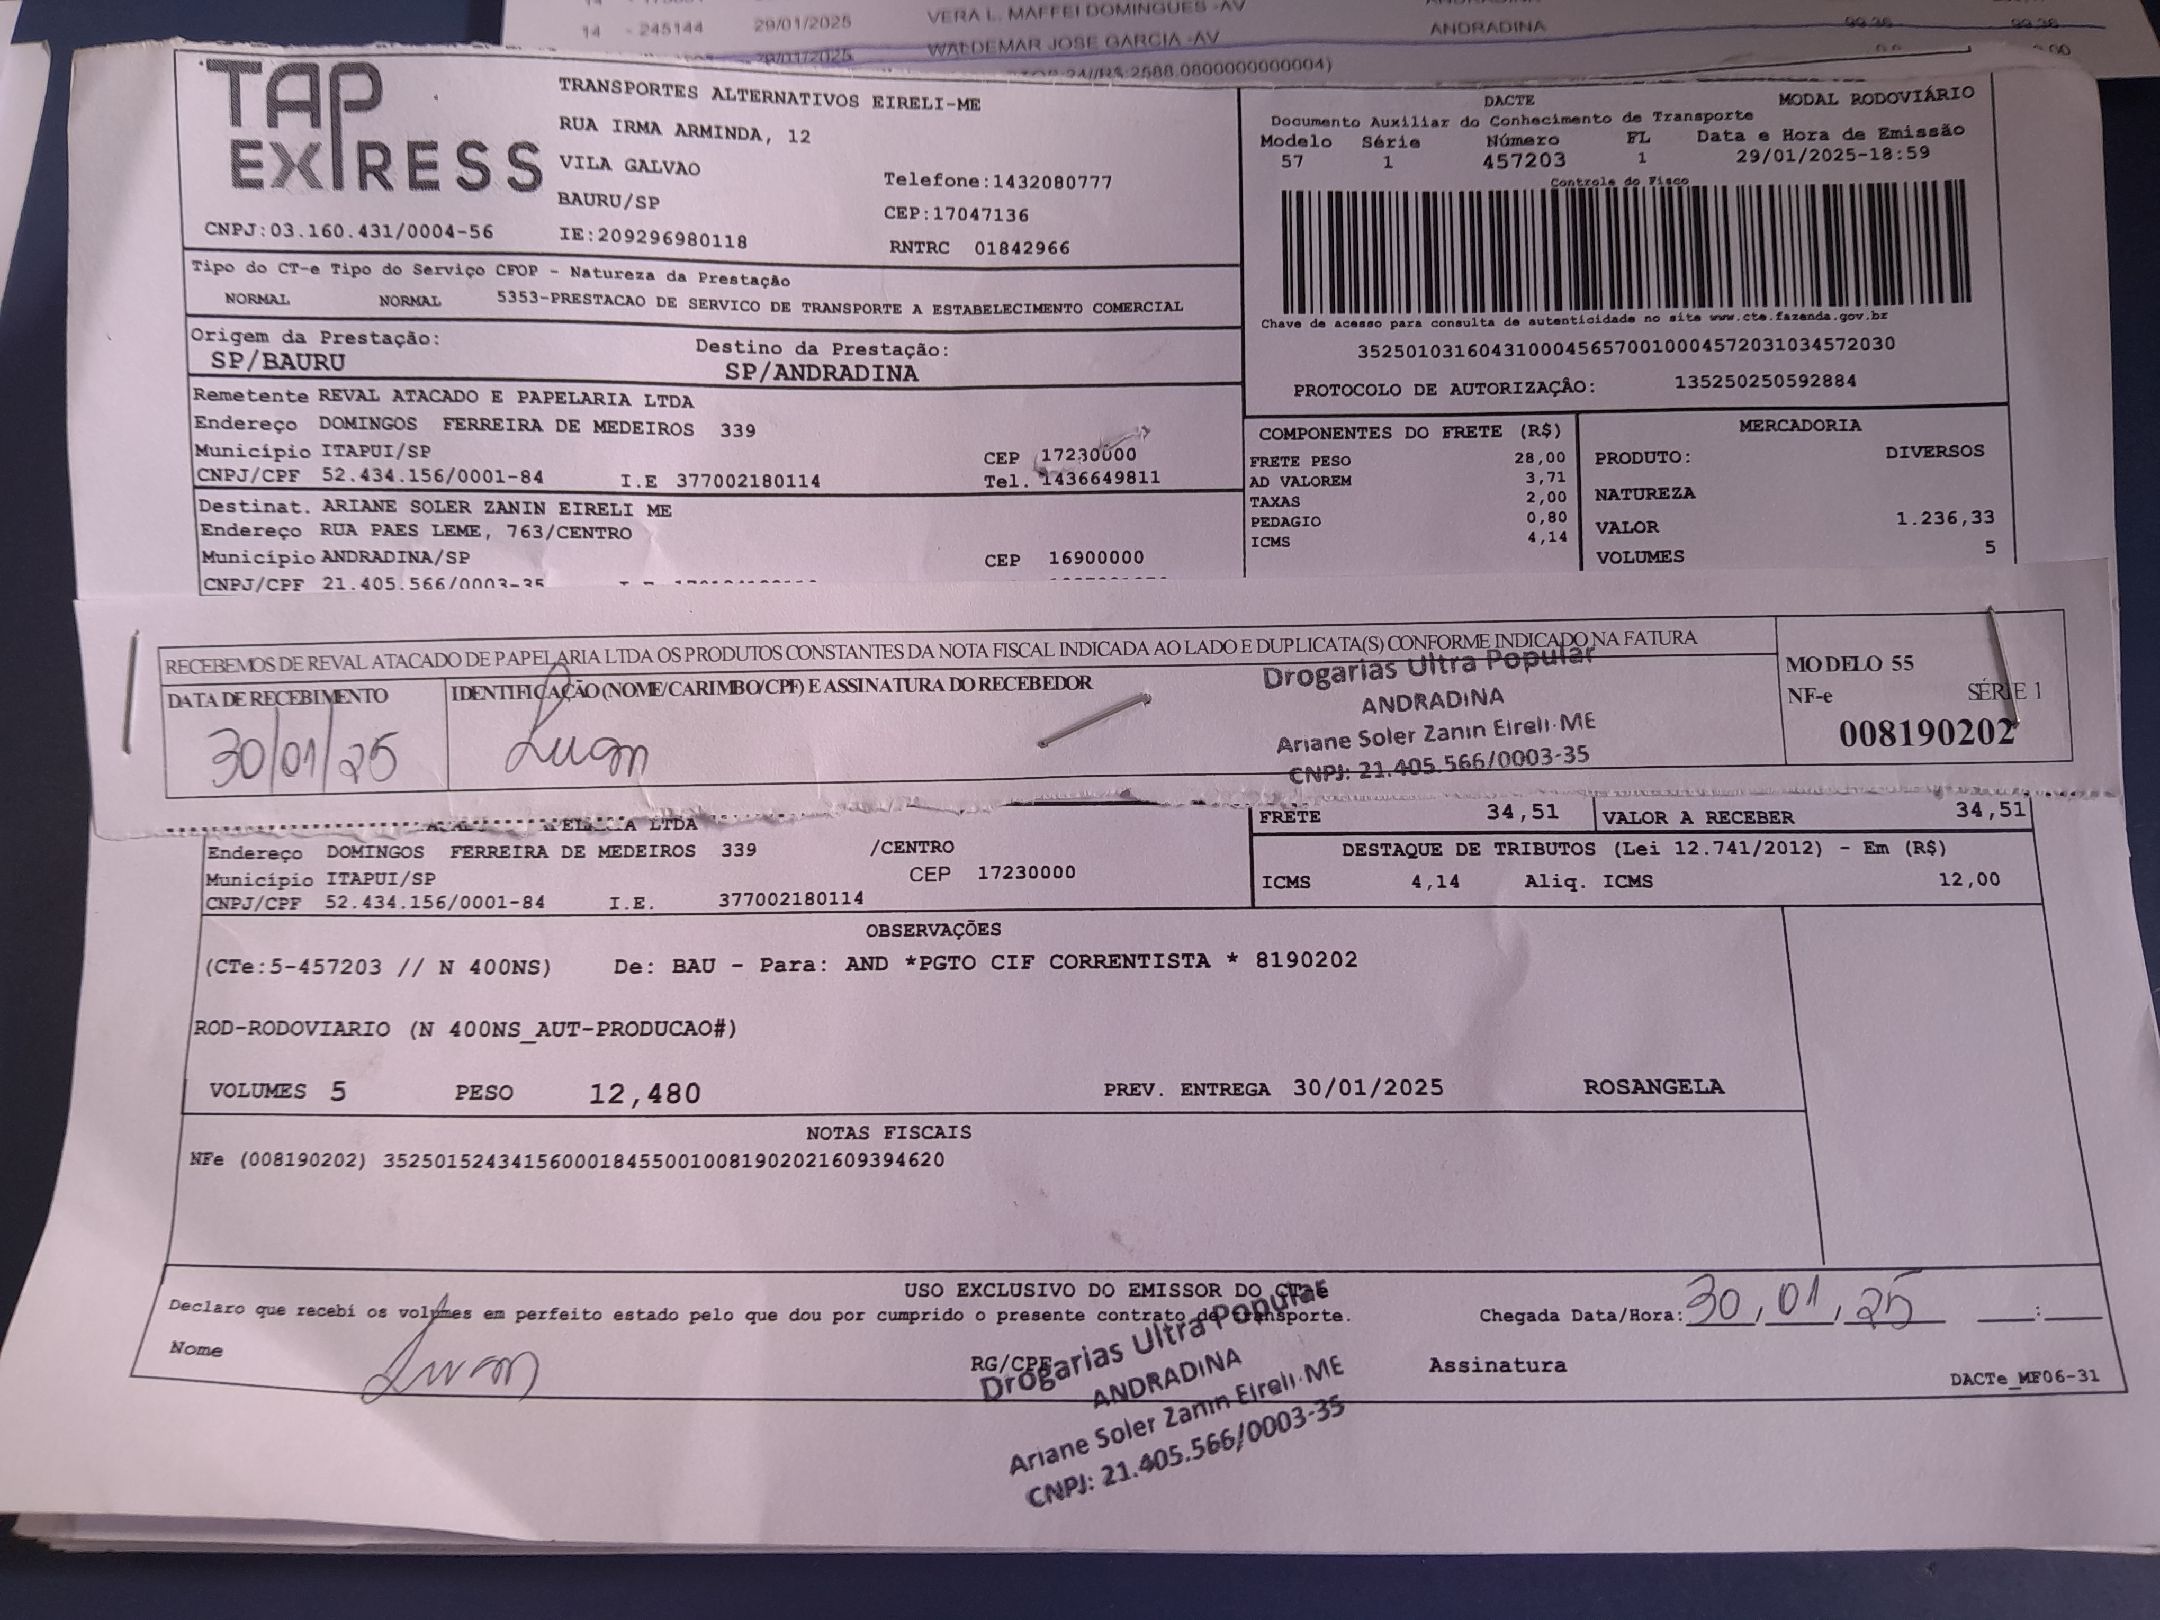 14 - 245144 29/01/2025 VERA L. MAFFEI DOMINGUES -AV ANDRADINA 99.36 99.36
29/01/2025 WALDEMAR JOSE GARCIA -AV
TAP EXPRESS
TRANSPORTES ALTERNATIVOS EIRELI-ME
RUA IRMA ARMINDA, 12
VILA GALVAO
Telefone:1432080777
BAURU/SP
CEP:17047136
CNPJ:03.160.431/0004-56
IE:209296980118
RNTRC 01842966
DACTE MODAL RODOVIÁRIO
Documento Auxiliar do Conhecimento de Transporte
Modelo Série Número FL Data e Hora de Emissão
57 1 457203 1 29/01/2025-18:59
Controle do Fisco
Chave de acesso para consulta de autenticidade no site www.cte.fazenda.gov.br
35250103160431000456570010004572031034572030
PROTOCOLO DE AUTORIZAÇÂO: 135250250592884
Tipo do CT-e Tipo do Serviço CFOP - Natureza da Prestação
NORMAL NORMAL 5353-PRESTACAO DE SERVICO DE TRANSPORTE A ESTABELECIMENTO COMERCIAL
Origem da Prestação:
SP/BAURU
Destino da Prestação:
SP/ANDRADINA
Remetente REVAL ATACADO E PAPELARIA LTDA
Endereço DOMINGOS FERREIRA DE MEDEIROS 339
Município ITAPUI/SP CEP 17230000
CNPJ/CPF 52.434.156/0001-84 I.E 377002180114 Tel. 1436649811
Destinat. ARIANE SOLER ZANIN EIRELI ME
Endereço RUA PAES LEME, 763/CENTRO
Município ANDRADINA/SP CEP 16900000
CNPJ/CPF 21.405.566/0003-35
COMPONENTES DO FRETE (R$)
FRETE PESO 28,00
AD VALOREM 3,71
TAXAS 2,00
PEDAGIO 0,80
ICMS 4,14
MERCADORIA
PRODUTO: DIVERSOS
NATUREZA
VALOR 1.236,33
VOLUMES 5
RECEBEMOS DE REVAL ATACADO DE PAPELARIA LTDA OS PRODUTOS CONSTANTES DA NOTA FISCAL INDICADA AO LADO E DUPLICATA(S) CONFORME INDICADO NA FATURA
DATA DE RECEBIMENTO
30/01/25
IDENTIFICAÇÃO (NOME/CARIMBO/CPF) E ASSINATURA DO RECEBEDOR
Luan
Drogarias Ultra Popular
ANDRADINA
Ariane Soler Zanin Eireli-ME
CNPJ: 21.405.566/0003-35
MODELO 55
NF-e SÉRIE 1
008190202
LTDA
FRETE 34,51 VALOR A RECEBER 34,51
Endereço DOMINGOS FERREIRA DE MEDEIROS 339 /CENTRO
Município ITAPUI/SP CEP 17230000
CNPJ/CPF 52.434.156/0001-84 I.E. 377002180114
DESTAQUE DE TRIBUTOS (Lei 12.741/2012) - Em (R$)
ICMS 4,14 Aliq. ICMS 12,00
OBSERVAÇÕES
(CTe:5-457203 // N 400NS) De: BAU - Para: AND *PGTO CIF CORRENTISTA * 8190202
ROD-RODOVIARIO (N 400NS_AUT-PRODUCAO#)
VOLUMES 5 PESO 12,480 PREV. ENTREGA 30/01/2025 ROSANGELA
NOTAS FISCAIS
NFe (008190202) 35250152434156000184550010081902021609394620
USO EXCLUSIVO DO EMISSOR DO CT-e
Declaro que recebí os volumes em perfeito estado pelo que dou por cumprido o presente contrato de transporte.
Chegada Data/Hora: 30, 01, 25 :
Nome Luan RG/CPF Assinatura
DACTe_MF06-31
Drogarias Ultra Popular
ANDRADINA
Ariane Soler Zanin Eireli-ME
CNPJ: 21.405.566/0003-35